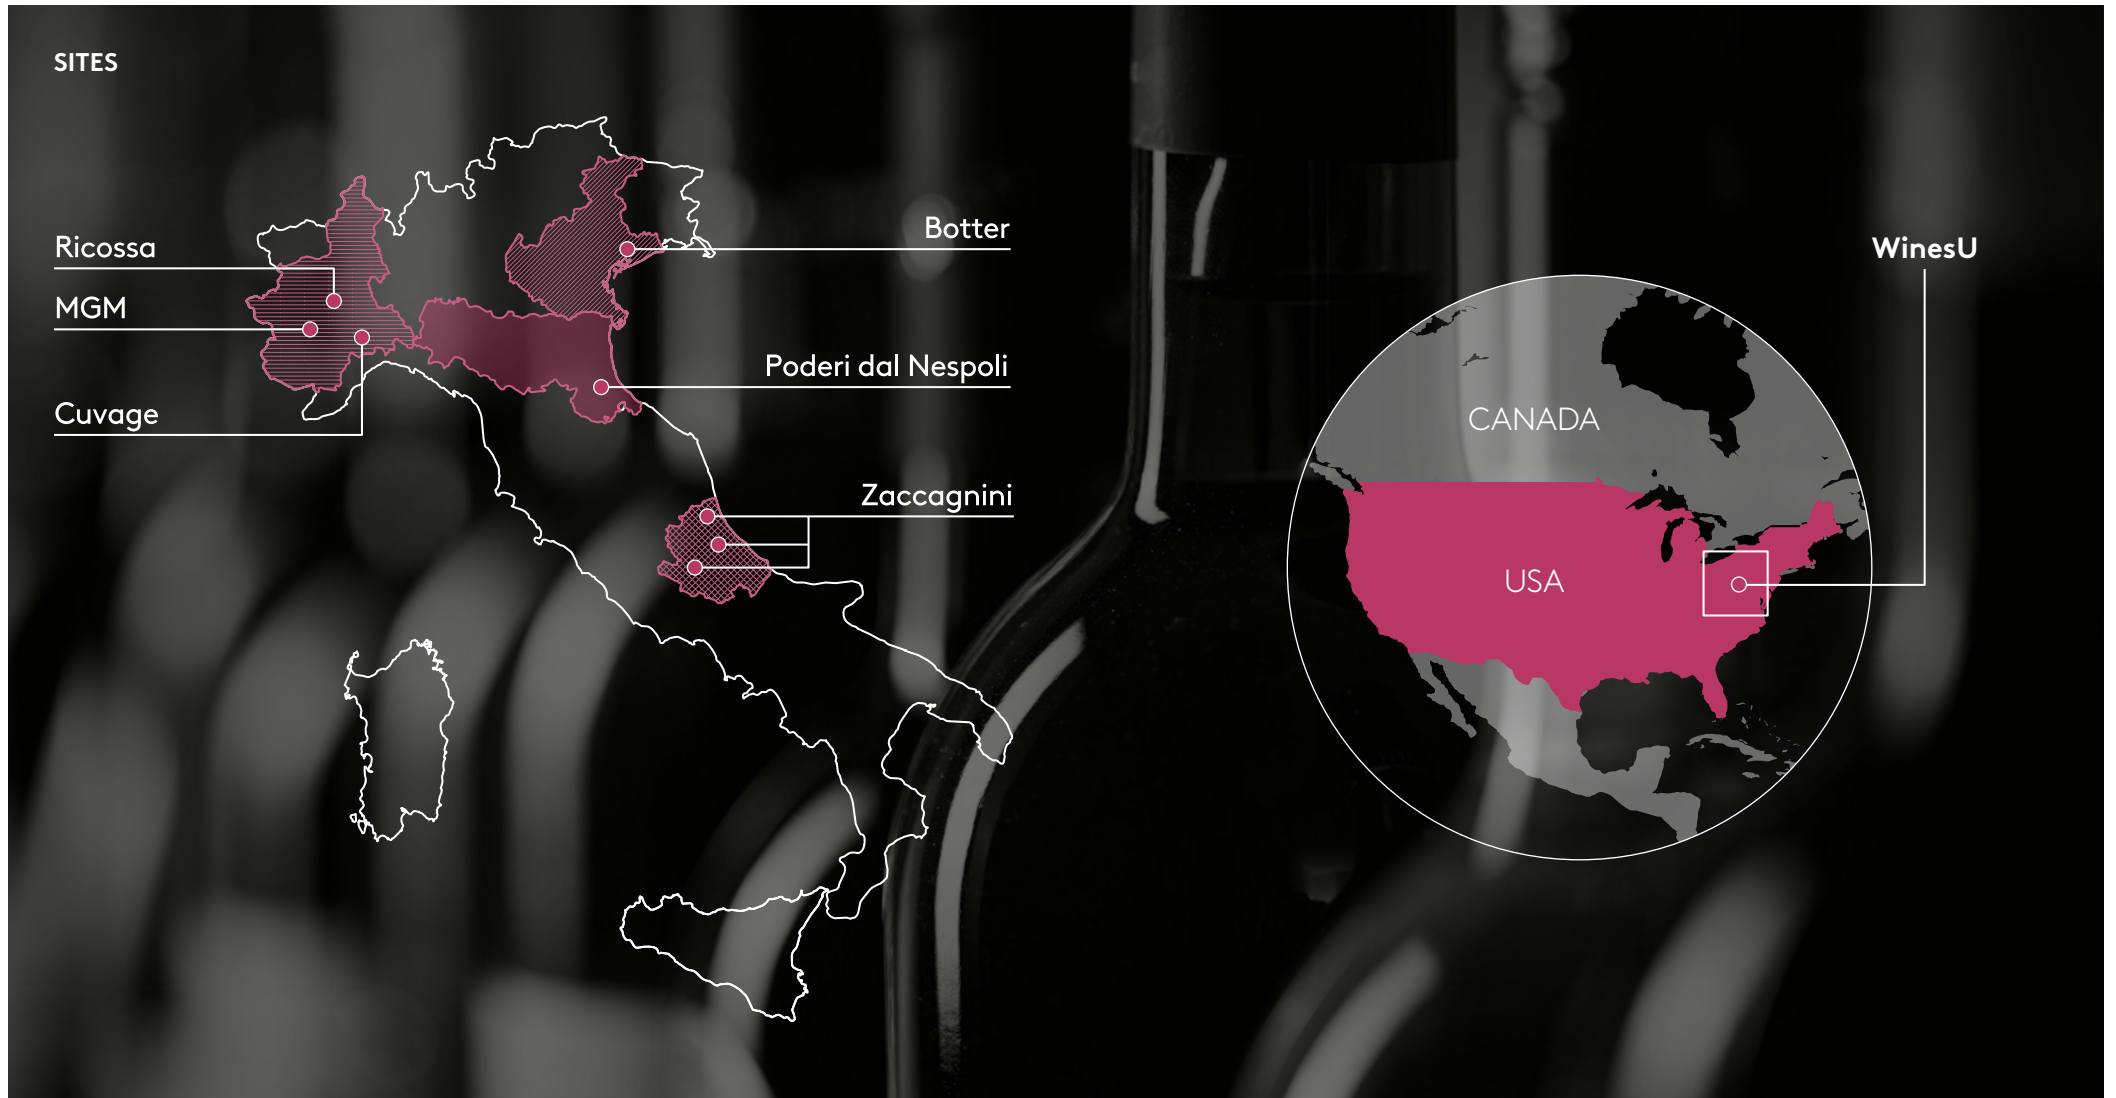 SITES
Ricossa
MGM
Cuvage
Botter
Poderi dal Nespoli
Zaccagnini
WinesU
CANADA
USA